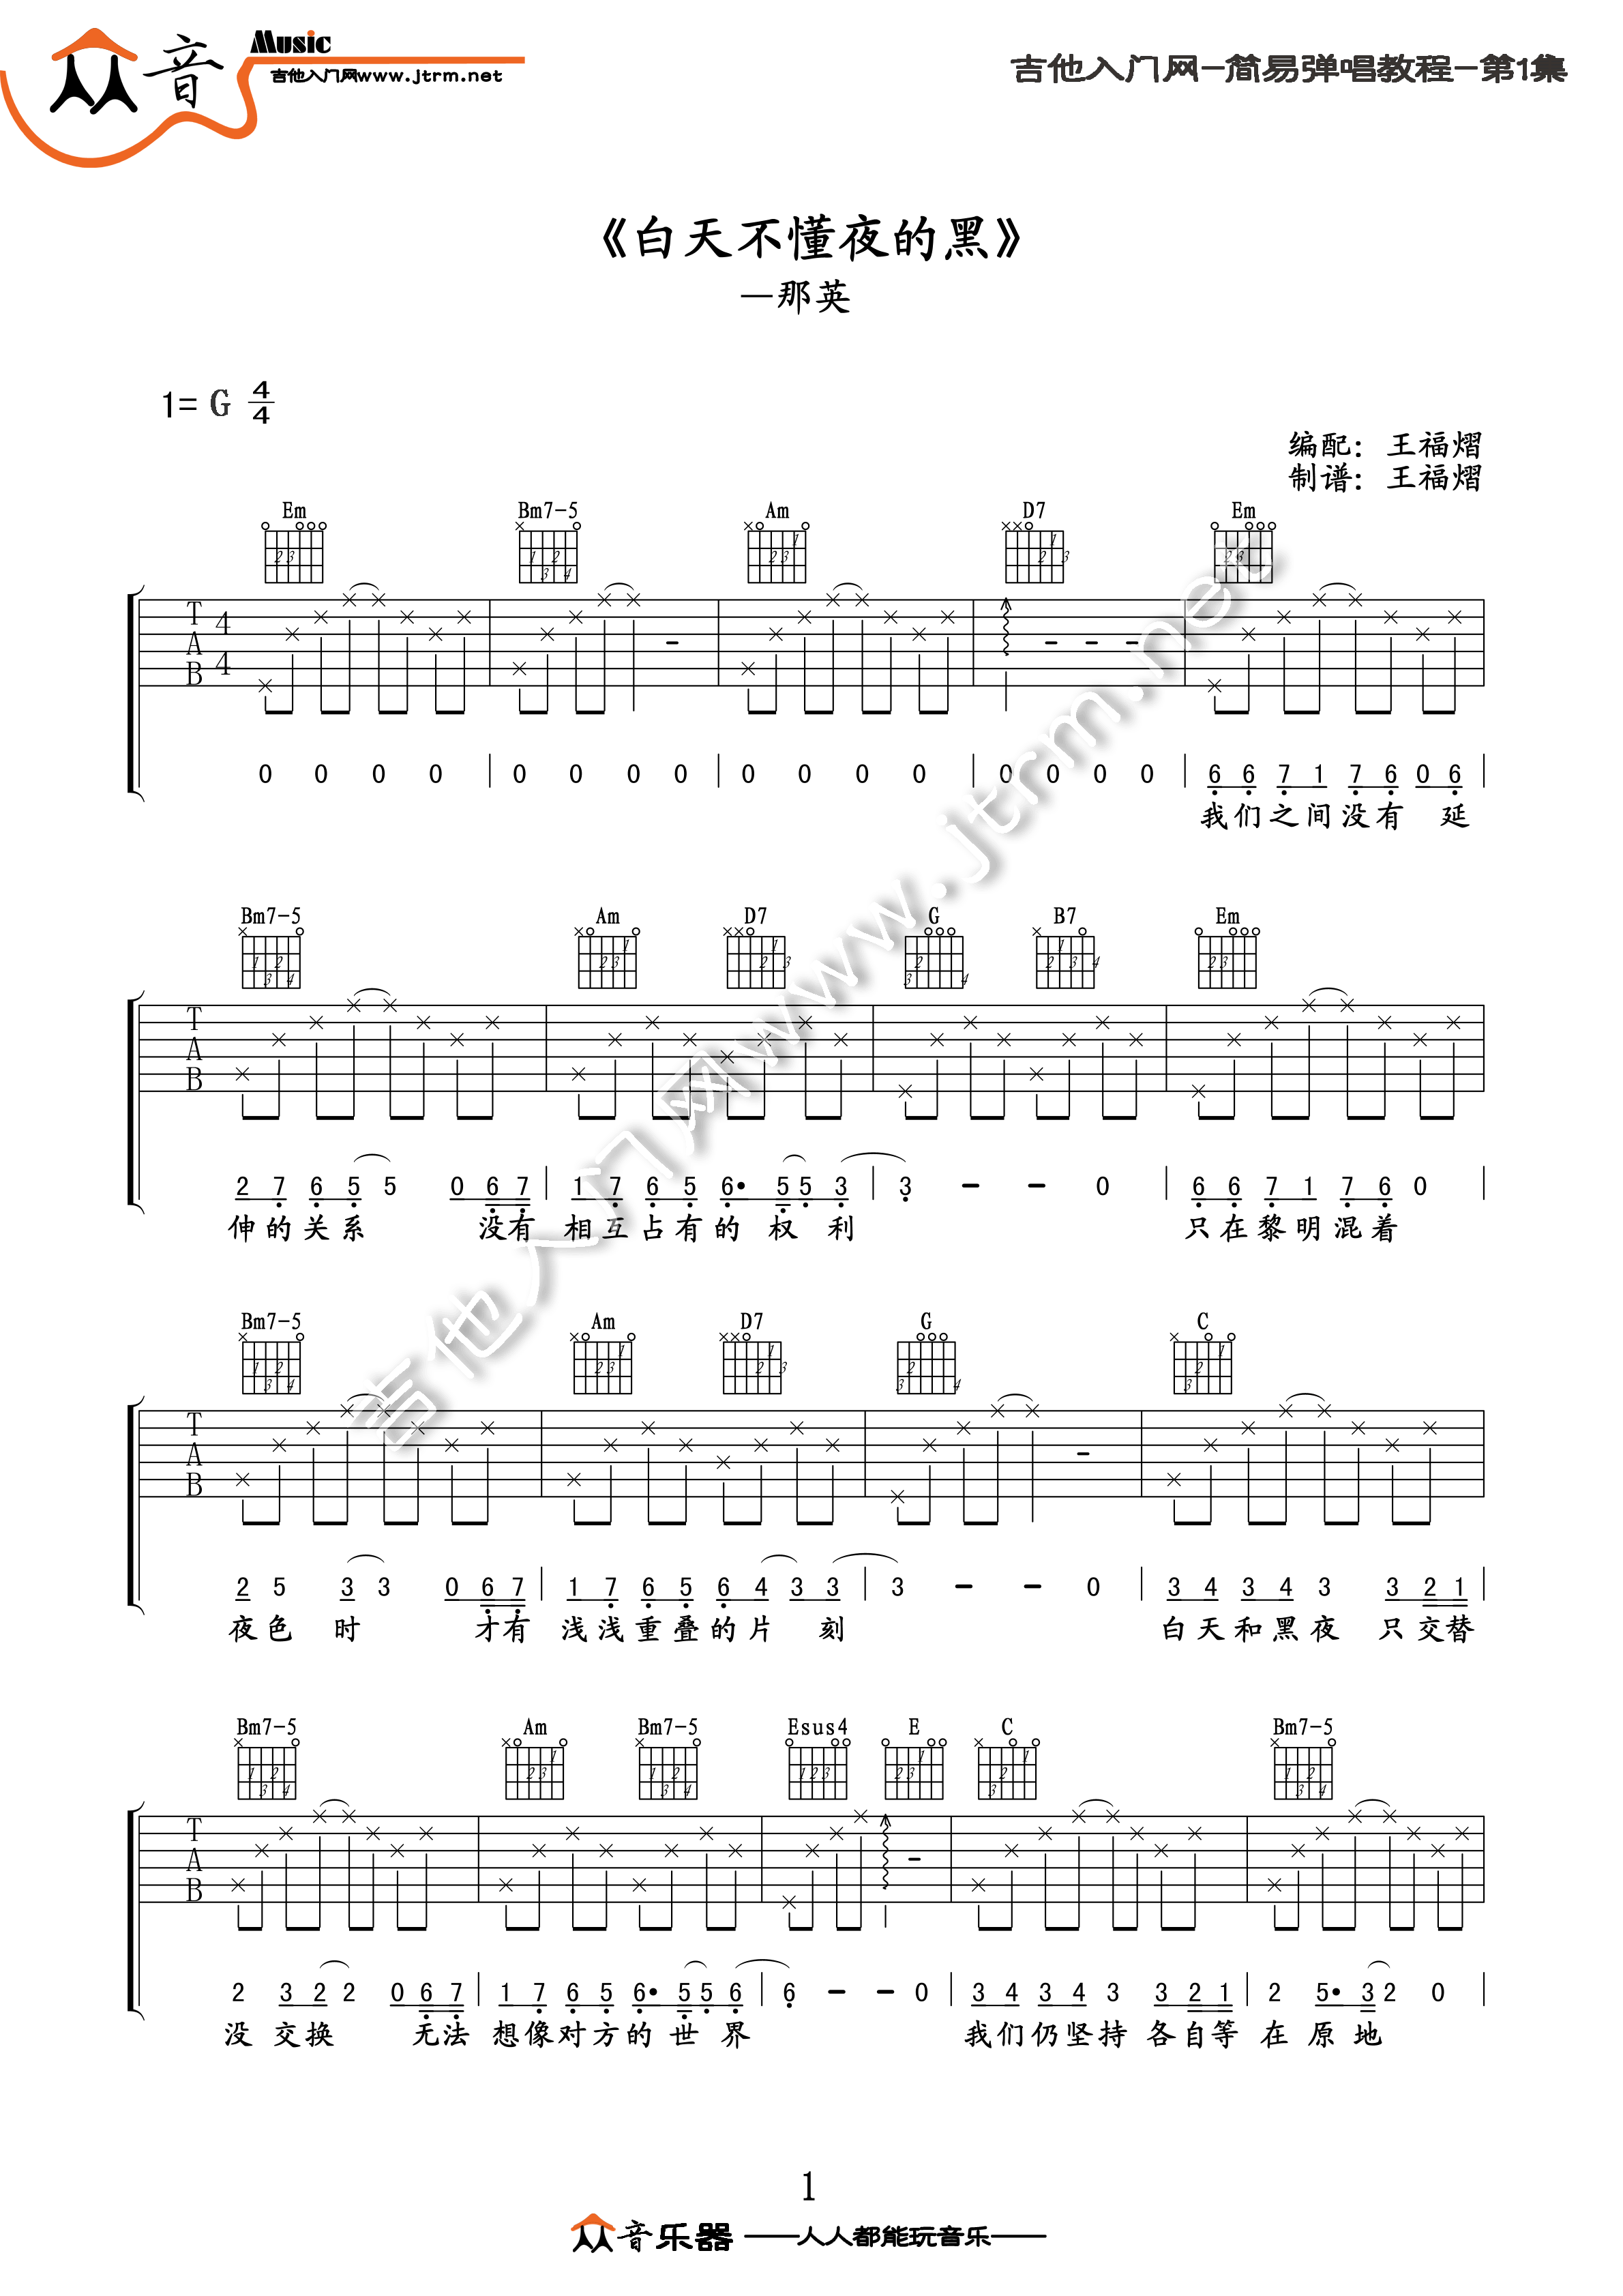 Music
众音
吉他入门网www.jtrm.net
吉他入门网-简易弹唱教程-第1集
《白天不懂夜的黑》
—那英
1= G 4/4
编配：王福熠
制谱：王福熠
Em Bm7-5 Am D7 Em
T A B 4/4
0 0 0 0 | 0 0 0 0 | 0 0 0 0 | 0 0 0 0 | 6 6 7 1 7 6 0 6 |
我们之间没有 延
Bm7-5 Am D7 G B7 Em
T A B
2 7 6 5 5 0 6 7 | 1 7 6 5 6· 5 5 3 | 3 - - 0 | 6 6 7 1 7 6 0 |
伸的关系 没有 相互占有的 权 利 只在黎明混着
Bm7-5 Am D7 G C
T A B
2 5 3 3 0 6 7 | 1 7 6 5 6 4 3 3 | 3 - - 0 | 3 4 3 4 3 3 2 1 |
夜色 时 才有 浅浅重叠的片 刻 白天和黑夜 只交替
Bm7-5 Am Bm7-5 Esus4 E C Bm7-5
T A B
2 3 2 2 0 6 7 | 1 7 6 5 6· 5 5 6 | 6 - - 0 | 3 4 3 4 3 3 2 1 | 2 5· 3 2 0 |
没 交换 无法 想像对方的 世 界 我们仍坚持 各自等 在 原 地
吉他入门网www.jtrm.net
1
众音乐器 ——人人都能玩音乐——